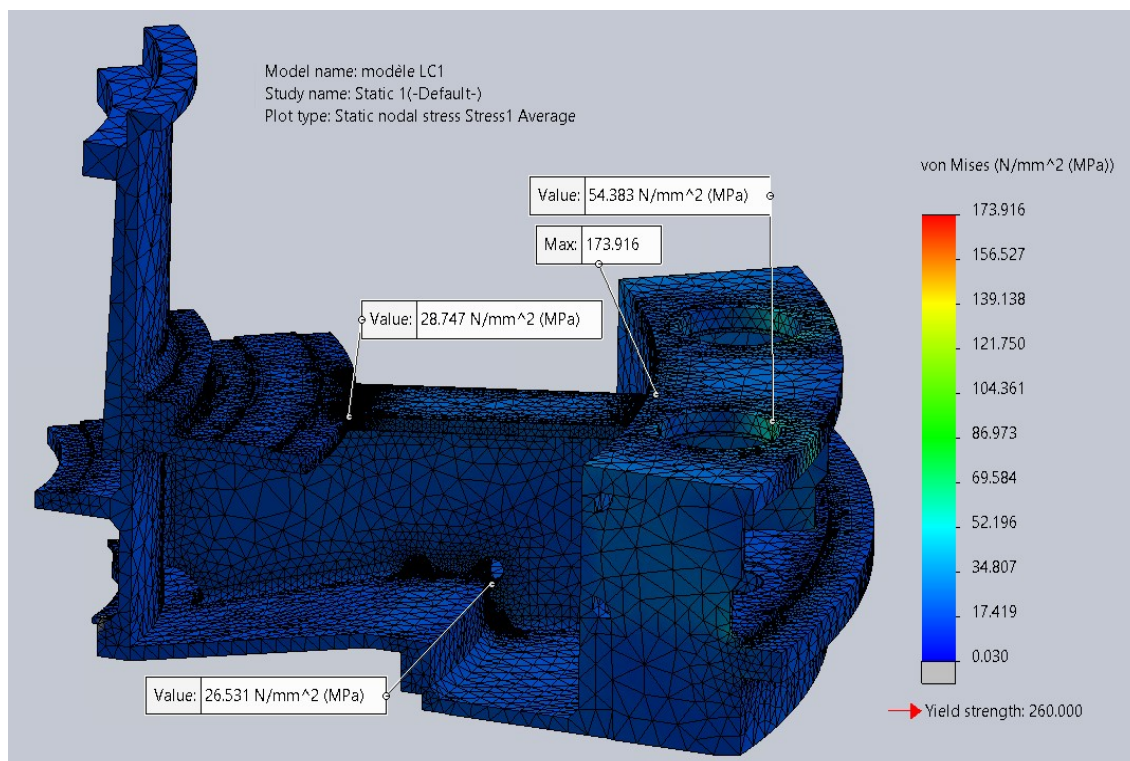 Model name: modèle LC1
Study name: Static 1(-Default-)
Plot type: Static nodal stress Stress1 Average
von Mises (N/mm^2 (MPa))
Value: 54.383 N/mm^2 (MPa)
Max: 173.916
Value: 28.747 N/mm^2 (MPa)
Value: 26.531 N/mm^2 (MPa)
173.916
156.527
139.138
121.750
104.361
86.973
69.584
52.196
34.807
17.419
0.030
Yield strength: 260.000